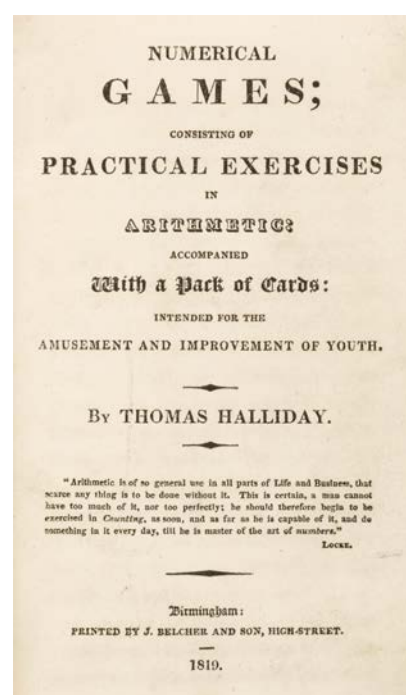 NUMERICAL
GAMES;
CONSISTING OF
PRACTICAL EXERCISES
IN
ARITHMETIC:
ACCOMPANIED
With a Pack of Cards:
INTENDED FOR THE
AMUSEMENT AND IMPROVEMENT OF YOUTH.
BY THOMAS HALLIDAY.
"Arithmetic is of so general use in all parts of Life and Business, that
scarce any thing is to be done without it. This is certain, a man cannot
have too much of it, nor too perfectly; he should therefore begin to be
exercised in Counting, as soon, and as far as he is capable of it, and do
something in it every day, till he is master of the art of numbers."
LOCKE.
Birmingham:
PRINTED BY J. BELCHER AND SON, HIGH-STREET.
1819.